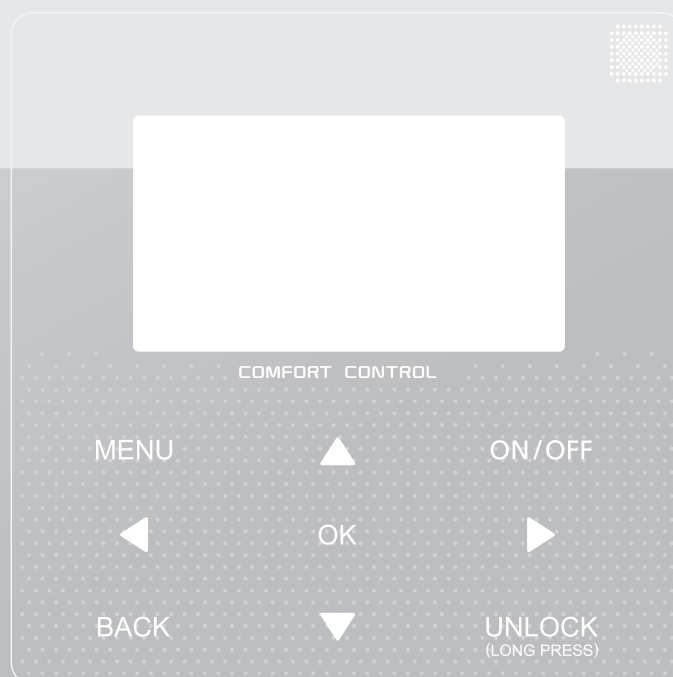 COMFORT CONTROL
MENU
ON/OFF
OK
BACK
UNLOCK
(LONG PRESS)